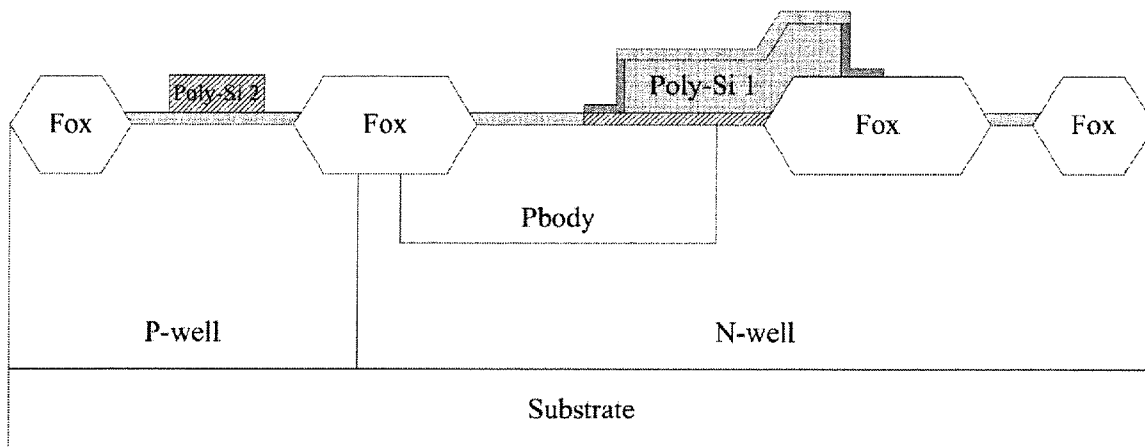 Poly-Si 2
Poly-Si 1
Fox
Fox
Fox
Fox
Pbody
P-well
N-well
Substrate